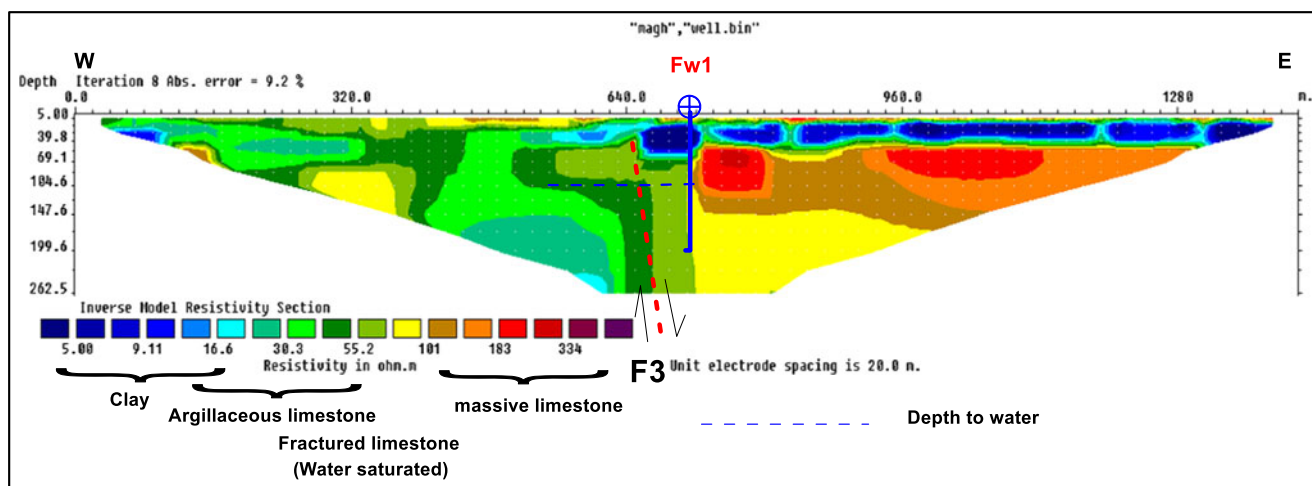 "magh","well.bin"
W
Fw1
E
Depth Iteration 8 Abs. error = 9.2 %
0.0 320.0 640.0 960.0 1280 m.
5.00
39.8
69.1
104.6
147.6
199.6
262.5
Inverse Model Resistivity Section
5.00 9.11 16.6 30.3 55.2 101 183 334
Resistivity in ohm.m
F3
Unit electrode spacing is 20.0 m.
Clay
Argillaceous limestone
massive limestone
Depth to water
Fractured limestone
(Water saturated)